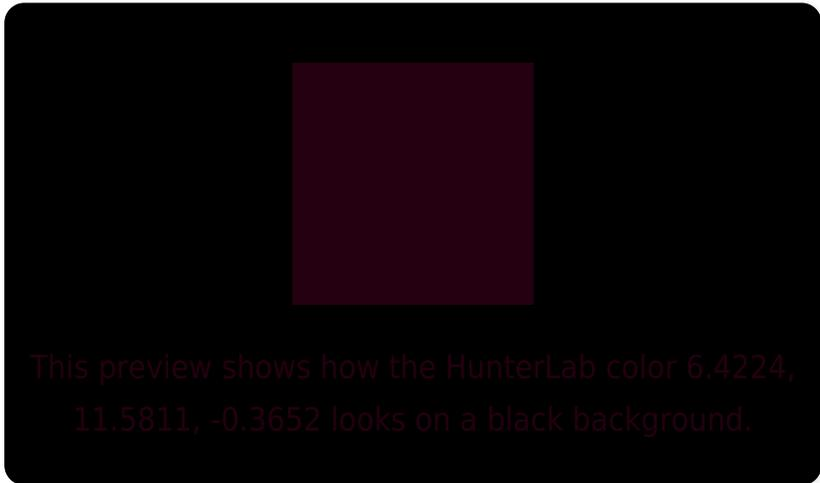 This preview shows how the HunterLab color 6.4224,
11.5811, -0.3652 looks on a black background.